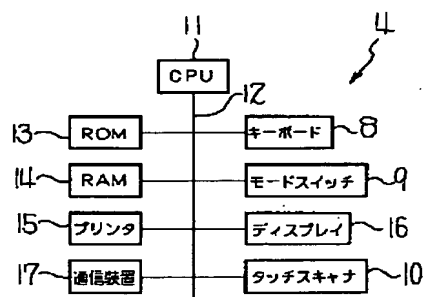 11
4
CPU
12
13 ROM キーボード 8
14 RAM モードスイッチ 9
15 プリンタ ディスプレイ 16
17 通信装置 タッチスキャナ 10